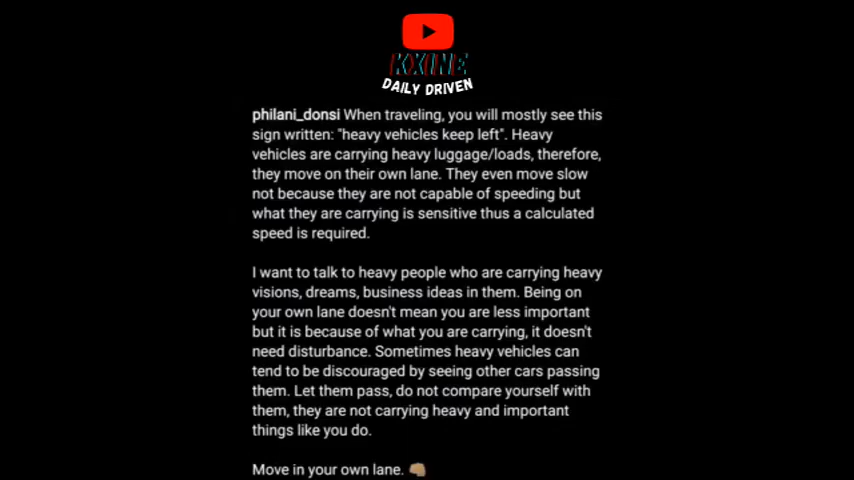 KXINE
DAILY DRIVEN
philani_donsi When traveling, you will mostly see this
sign written: "heavy vehicles keep left". Heavy
vehicles are carrying heavy luggage/loads, therefore,
they move on their own lane. They even move slow
not because they are not capable of speeding but
what they are carrying is sensitive thus a calculated
speed is required.
I want to talk to heavy people who are carrying heavy
visions, dreams, business ideas in them. Being on
your own lane doesn't mean you are less important
but it is because of what you are carrying, it doesn't
need disturbance. Sometimes heavy vehicles can
tend to be discouraged by seeing other cars passing
them. Let them pass, do not compare yourself with
them, they are not carrying heavy and important
things like you do.
Move in your own lane. 👊🏽